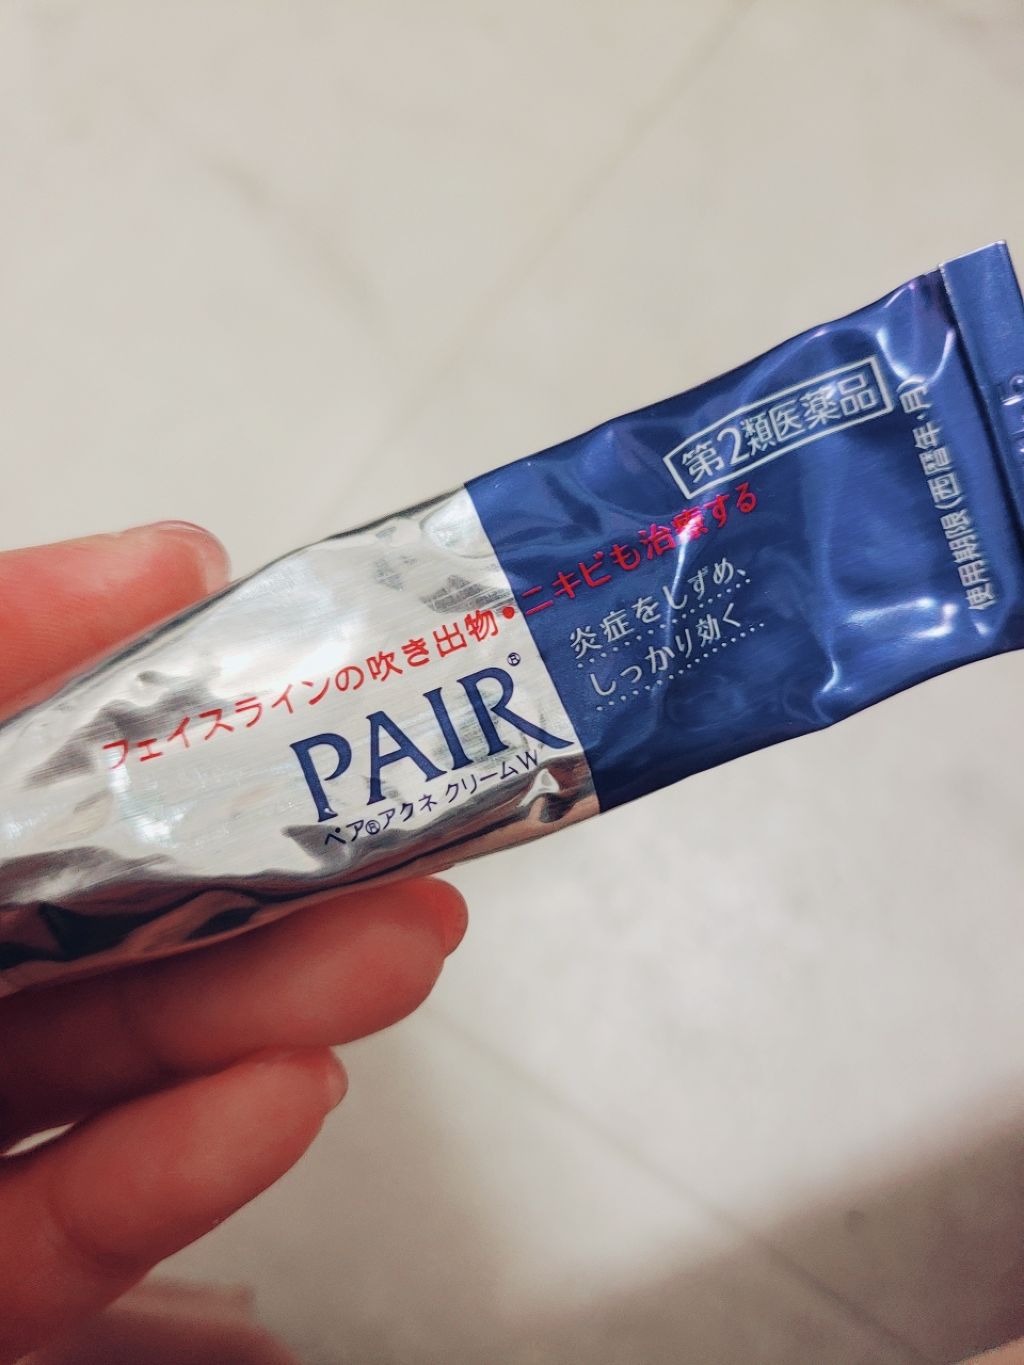 第2類医薬品
フェイスラインの吹き出物・ニキビも治療する
炎症をしずめ、
しっかり効く
PAIR®
ペア®アクネ クリームW
使用期限(西暦年・月)